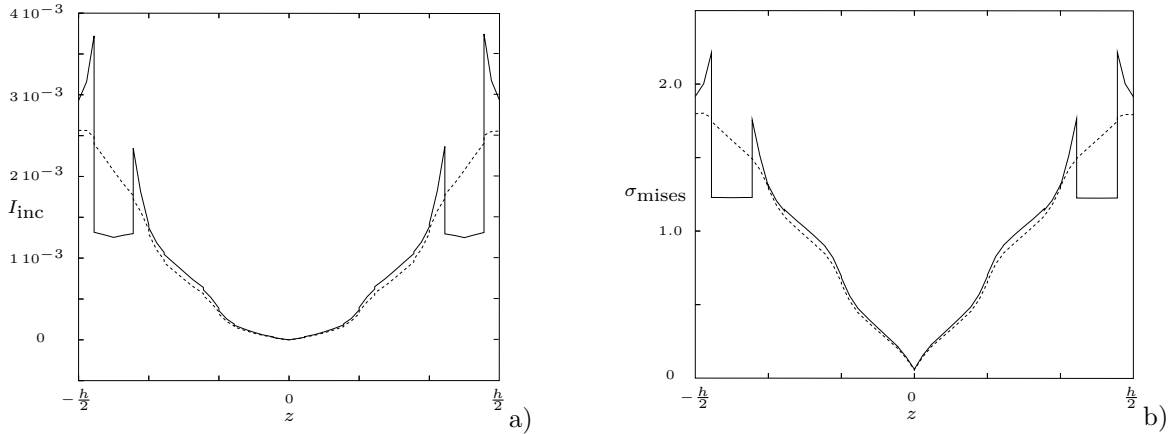 4 10⁻³
3 10⁻³
2 10⁻³
I_inc
1 10⁻³
0
−h/2 0 h/2
z
a)
2.0
σ_mises
1.0
0
−h/2 0 h/2
z
b)